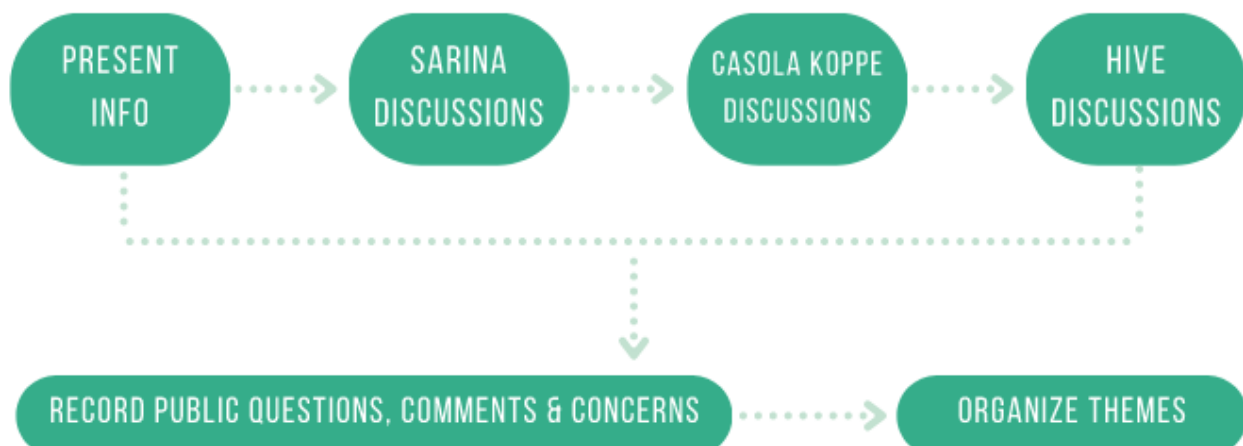 PRESENT
INFO
SARINA
DISCUSSIONS
CASOLA KOPPE
DISCUSSIONS
HIVE
DISCUSSIONS
RECORD PUBLIC QUESTIONS, COMMENTS & CONCERNS
ORGANIZE THEMES